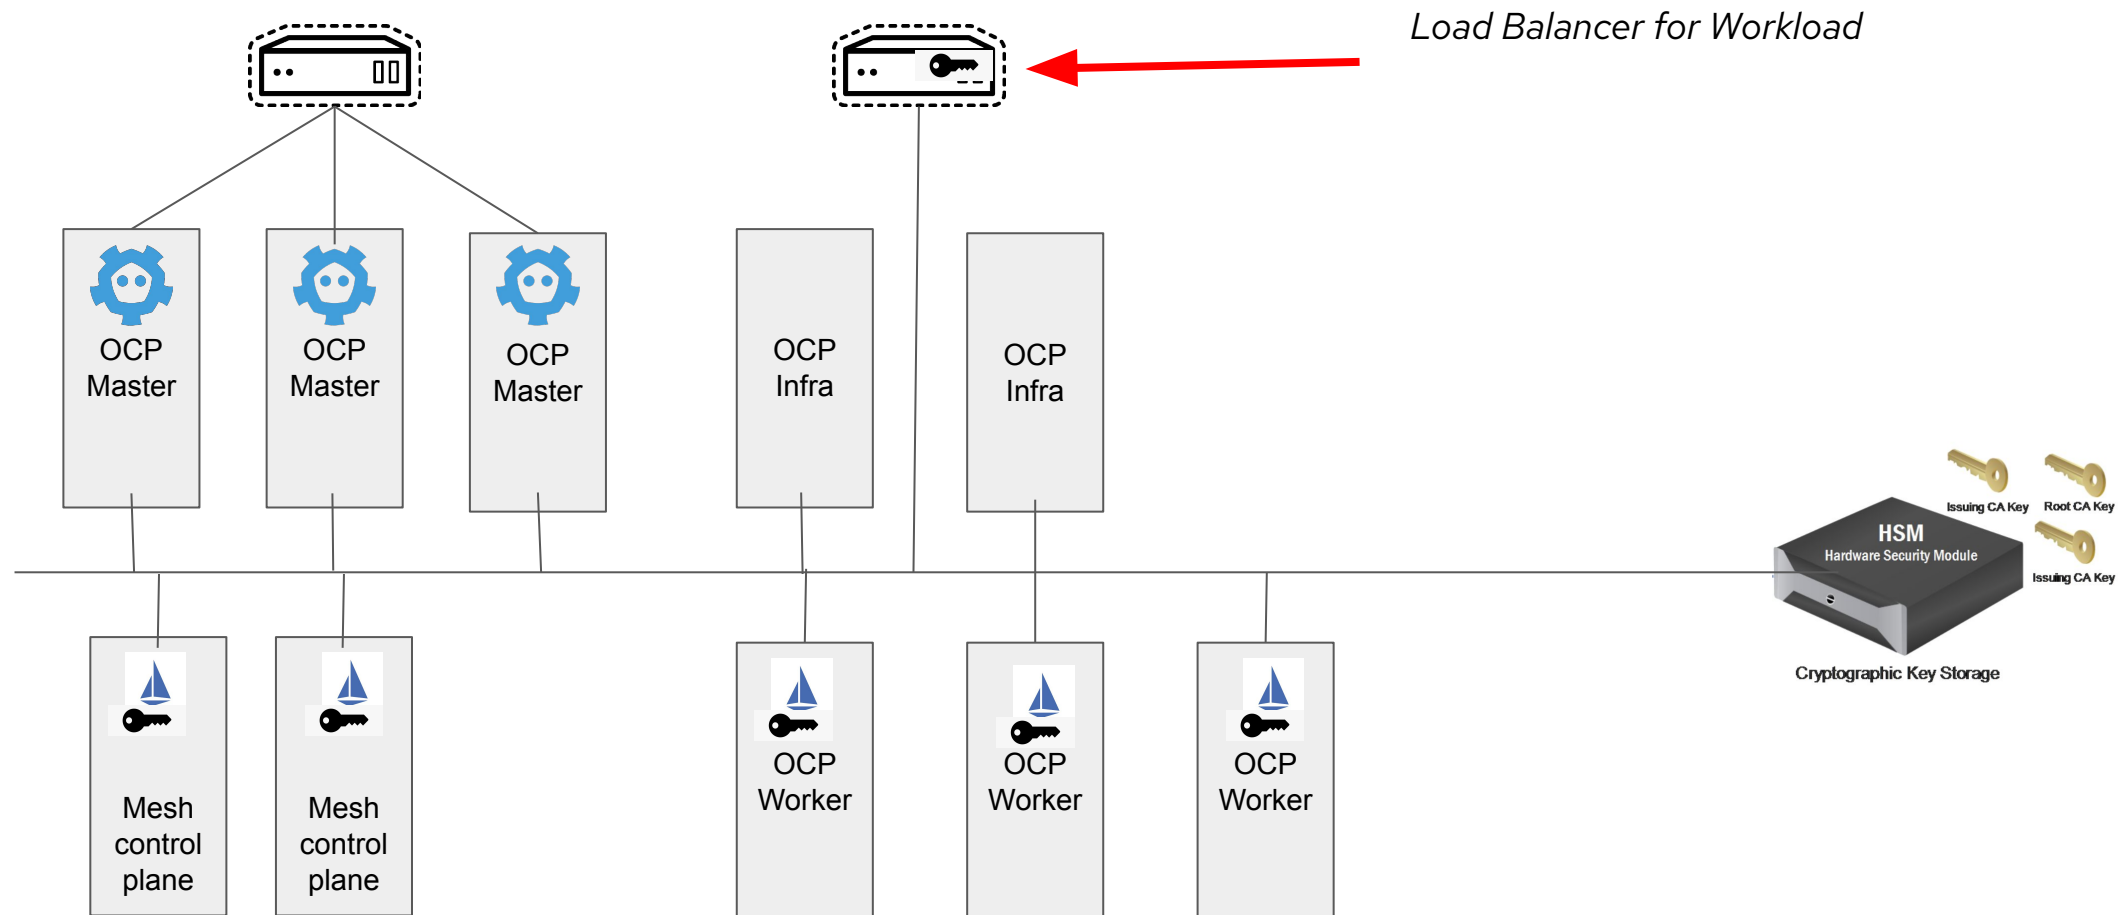 Load Balancer for Workload
OCP
Master
OCP
Master
OCP
Master
OCP
Infra
OCP
Infra
Issuing CA Key
Root CA Key
HSM
Hardware Security Module
Issuing CA Key
Cryptographic Key Storage
Mesh
control
plane
Mesh
control
plane
OCP
Worker
OCP
Worker
OCP
Worker